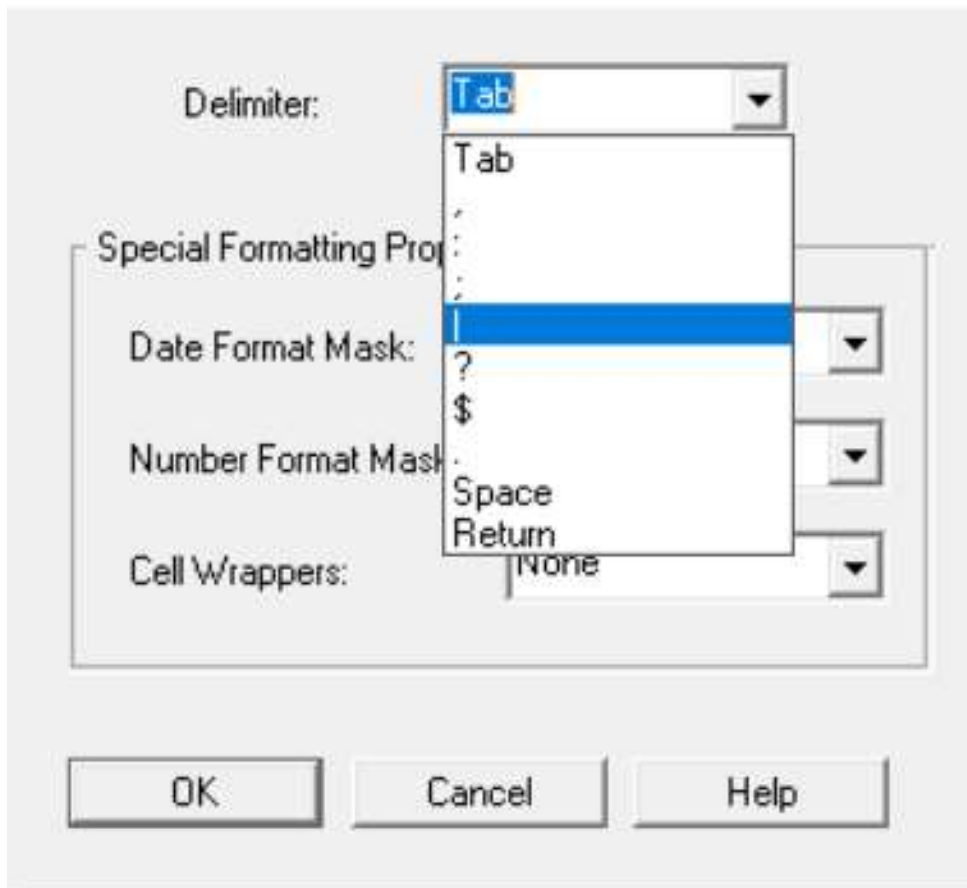 Delimiter: Tab
Tab
,
Special Formatting Prop :
;
|
Date Format Mask:
?
$
Number Format Mask .
Space
Return
Cell Wrappers: None
OK Cancel Help